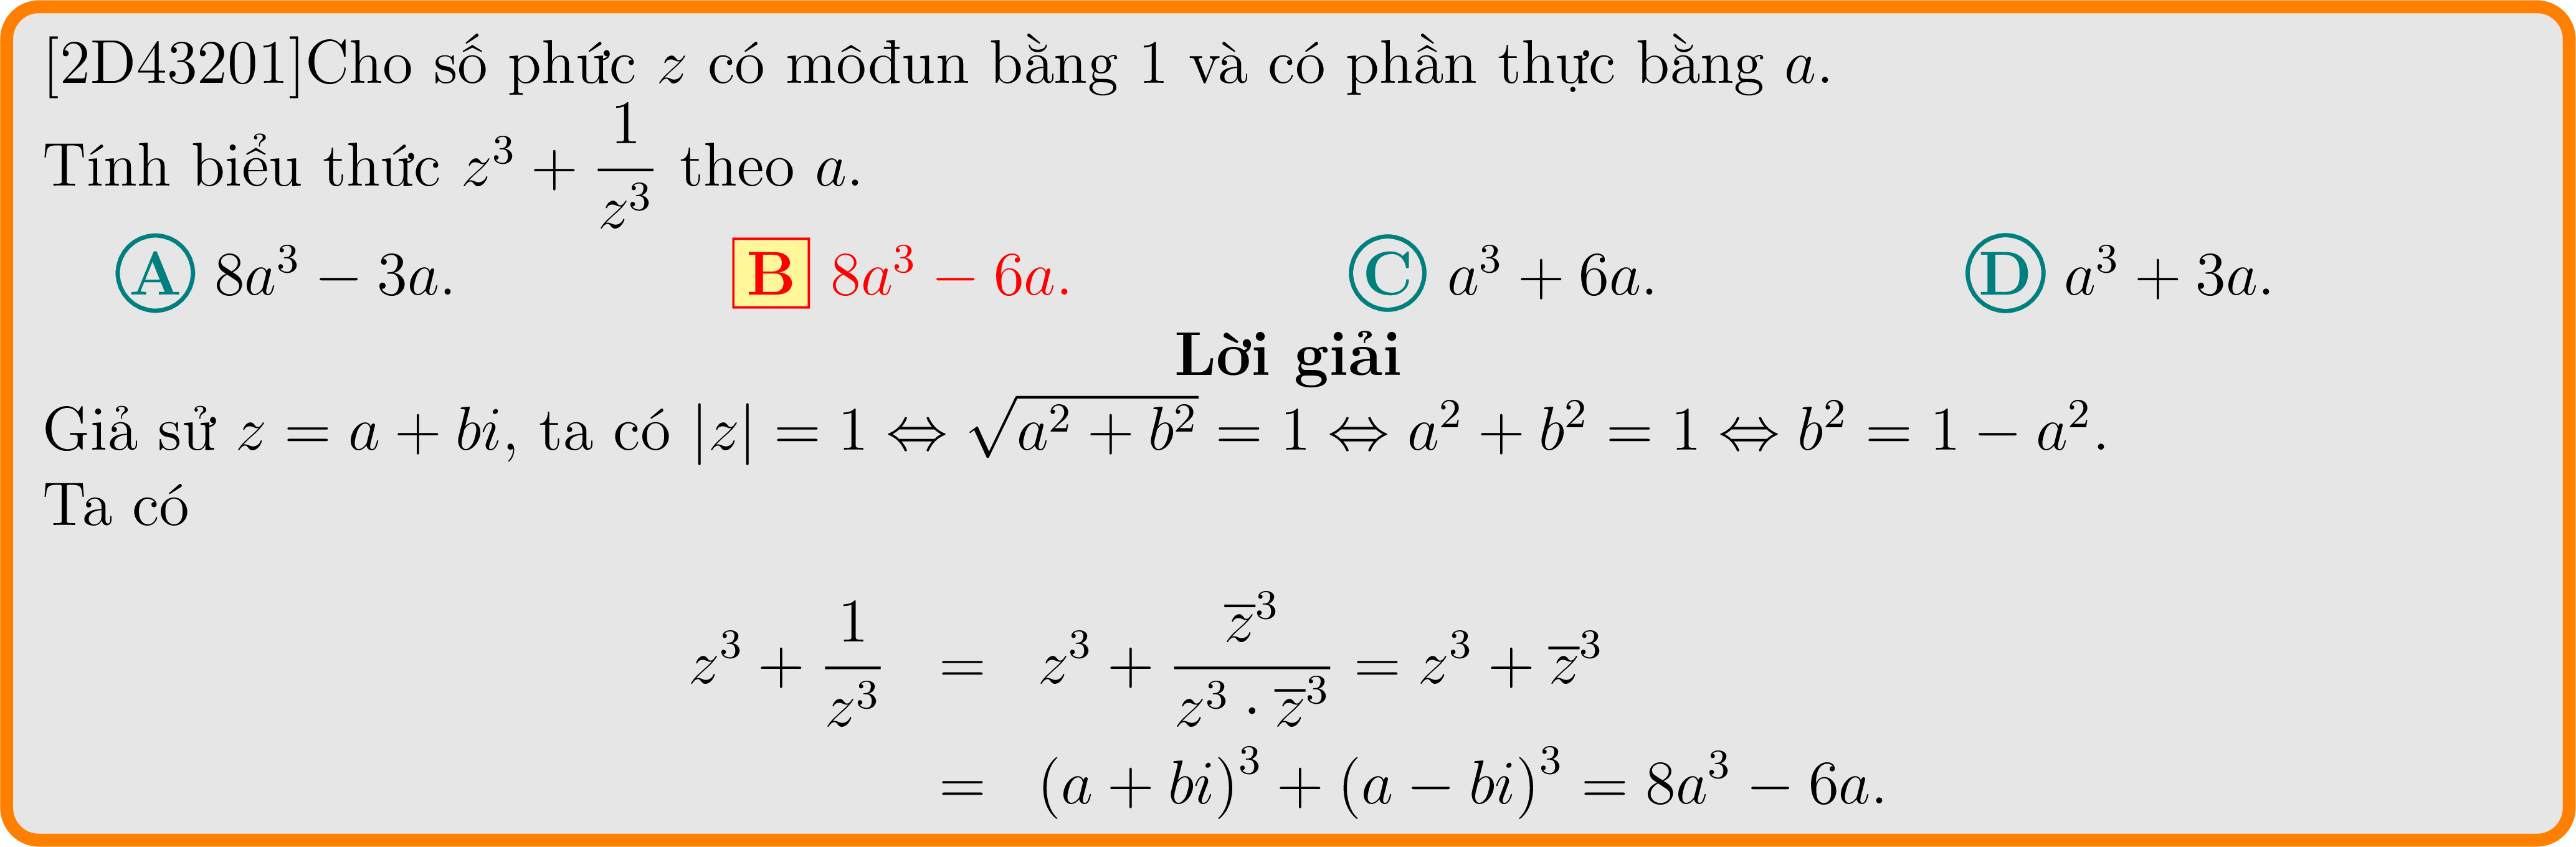 [2D43201]Cho số phức z có môđun bằng 1 và có phần thực bằng a.
Tính biểu thức $z^3 + \dfrac{1}{z^3}$ theo a.
A $8a^3 - 3a$. B $8a^3 - 6a$. C $a^3 + 6a$. D $a^3 + 3a$.
Lời giải
Giả sử $z = a + bi$, ta có $|z| = 1 \Leftrightarrow \sqrt{a^2 + b^2} = 1 \Leftrightarrow a^2 + b^2 = 1 \Leftrightarrow b^2 = 1 - a^2$.
Ta có
$z^3 + \dfrac{1}{z^3} = z^3 + \dfrac{\overline{z}^3}{z^3 \cdot \overline{z}^3} = z^3 + \overline{z}^3$
$= (a + bi)^3 + (a - bi)^3 = 8a^3 - 6a.$